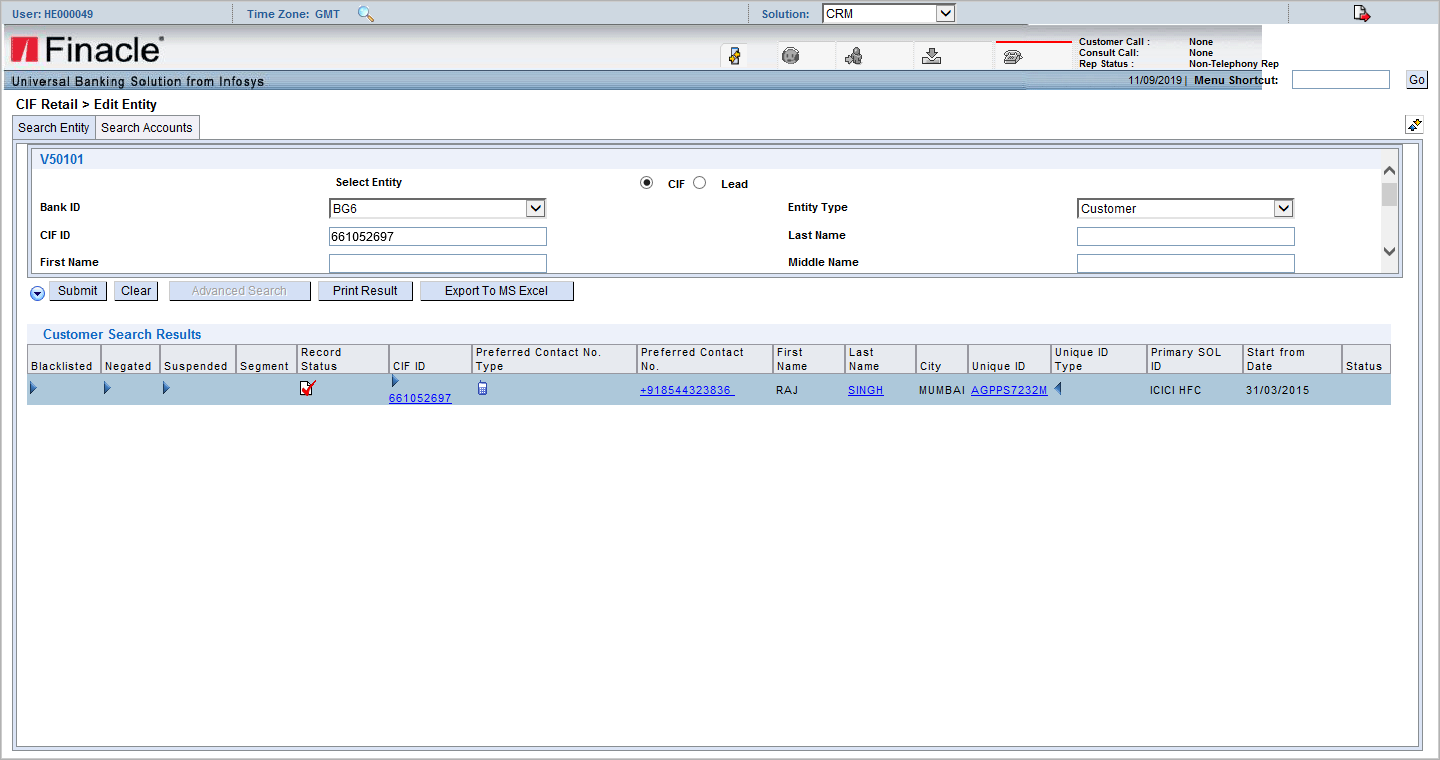 User: HE000049 Time Zone: GMT Solution: CRM
Finacle
Customer Call : None
Consult Call: None
Rep Status : Non-Telephony Rep
Universal Banking Solution from Infosys 11/09/2019 | Menu Shortcut: Go
CIF Retail > Edit Entity
Search Entity Search Accounts
V50101
Select Entity CIF Lead
Bank ID BG6 Entity Type Customer
CIF ID 661052697 Last Name
First Name Middle Name
Submit Clear Advanced Search Print Result Export To MS Excel
Customer Search Results
Blacklisted Negated Suspended Segment Record Status CIF ID Preferred Contact No. Type Preferred Contact No. First Name Last Name City Unique ID Unique ID Type Primary SOL ID Start from Date Status
661052697 +918544323836 RAJ SINGH MUMBAI AGPPS7232M ICICI HFC 31/03/2015